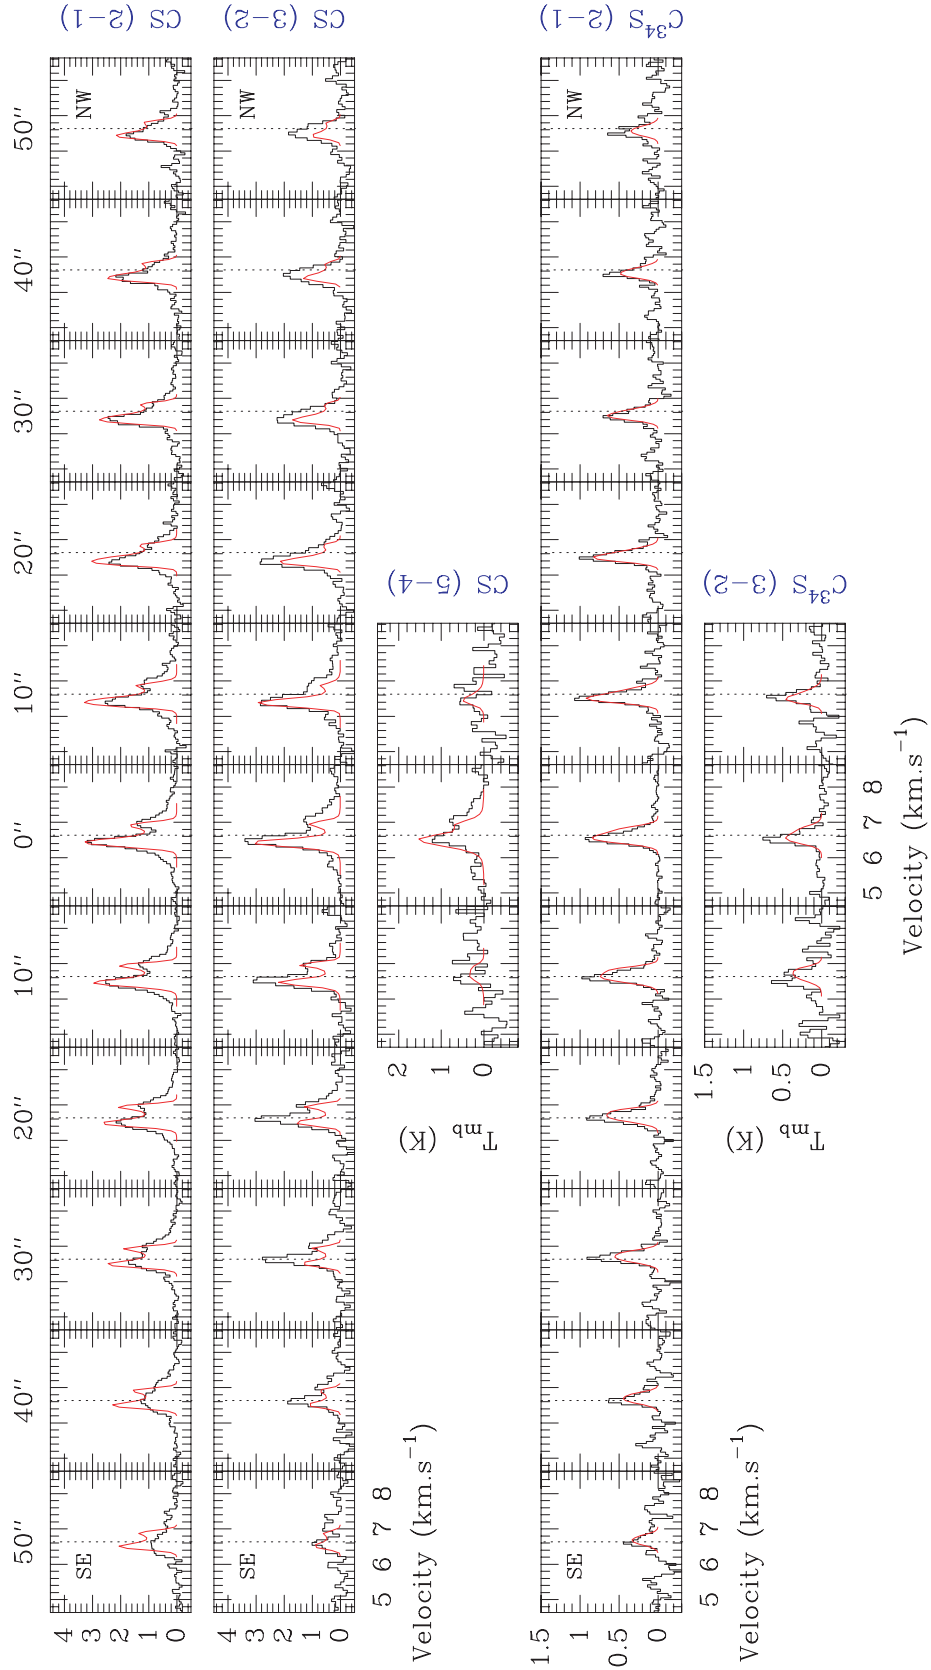 50″ 40″ 30″ 20″ 10″ 0″ 10″ 20″ 30″ 40″ 50″
SE NW
4 3 2 1 0
CS (2−1)
NW
4 3 2 1 0
SE
CS (3−2)
5 6 7 8
Velocity (km.s⁻¹)
2 1 0
T_mb (K)
CS (5−4)
SE NW
1.5 1 0.5 0
C³⁴S (2−1)
5 6 7 8
Velocity (km.s⁻¹)
1.5 1 0.5 0
T_mb (K)
C³⁴S (3−2)
5 6 7 8
Velocity (km.s⁻¹)